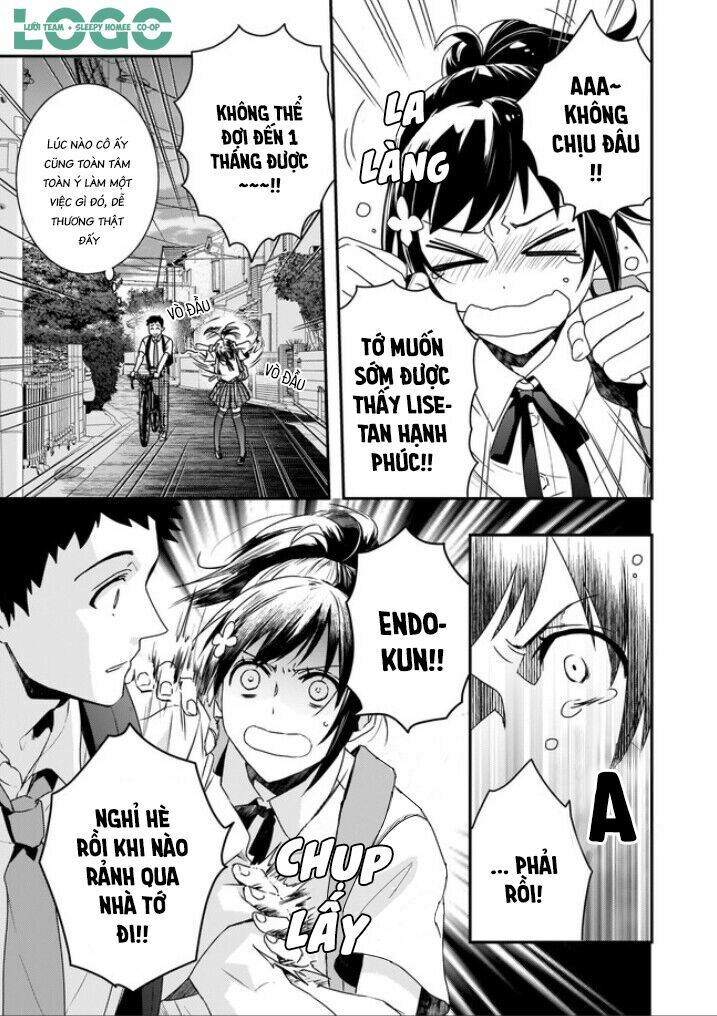 LƯỜI TEAM + SLEEPY HOMEE CO-OP
LOGO
AAA~
KHÔNG
CHỊU ĐÂU
!!
LA
LÀNG
TỚ MUỐN
SỚM ĐƯỢC
THẤY LISE-
TAN HẠNH
PHÚC!!
KHÔNG THỂ
ĐỢI ĐẾN 1
THÁNG ĐƯỢC
~~~!!
LÚC NÀO CÔ ẤY
CŨNG TOÀN TÂM
TOÀN Ý LÀM MỘT
VIỆC GÌ ĐÓ, DỄ
THƯƠNG THẬT
ĐẤY
VÒ ĐẦU
VÒ ĐẦU
A
... PHẢI
RỒI!
ENDO-
KUN!!
NGHỈ HÈ
RỒI KHI NÀO
RẢNH QUA
NHÀ TỚ
ĐI!!
CHỤP
LẤY